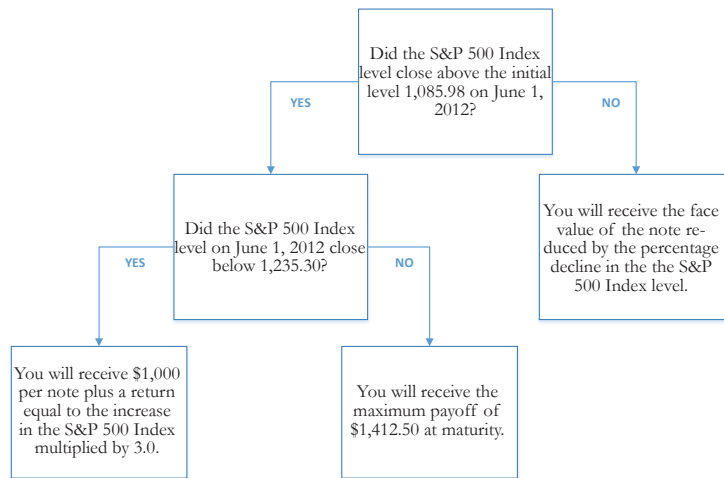 Did the S&P 500 Index
level close above the initial
level 1,085.98 on June 1,
2012?
YES
NO
Did the S&P 500 Index
level on June 1, 2012 close
below 1,235.30?
You will receive the face
value of the note re-
duced by the percentage
decline in the the S&P
500 Index level.
YES
NO
You will receive $1,000
per note plus a return
equal to the increase
in the S&P 500 Index
multiplied by 3.0.
You will receive the
maximum payoff of
$1,412.50 at maturity.